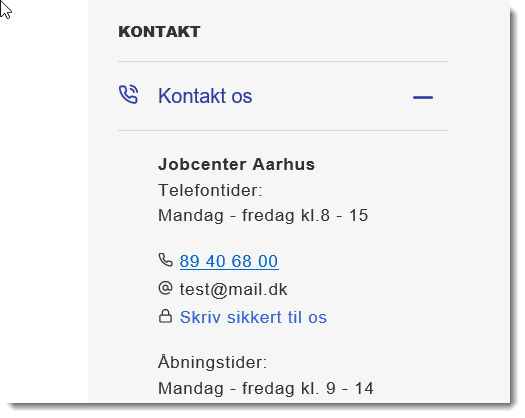 KONTAKT
Kontakt os
Jobcenter Aarhus
Telefontider:
Mandag - fredag kl.8 - 15
89 40 68 00
test@mail.dk
Skriv sikkert til os
Åbningstider:
Mandag - fredag kl. 9 - 14